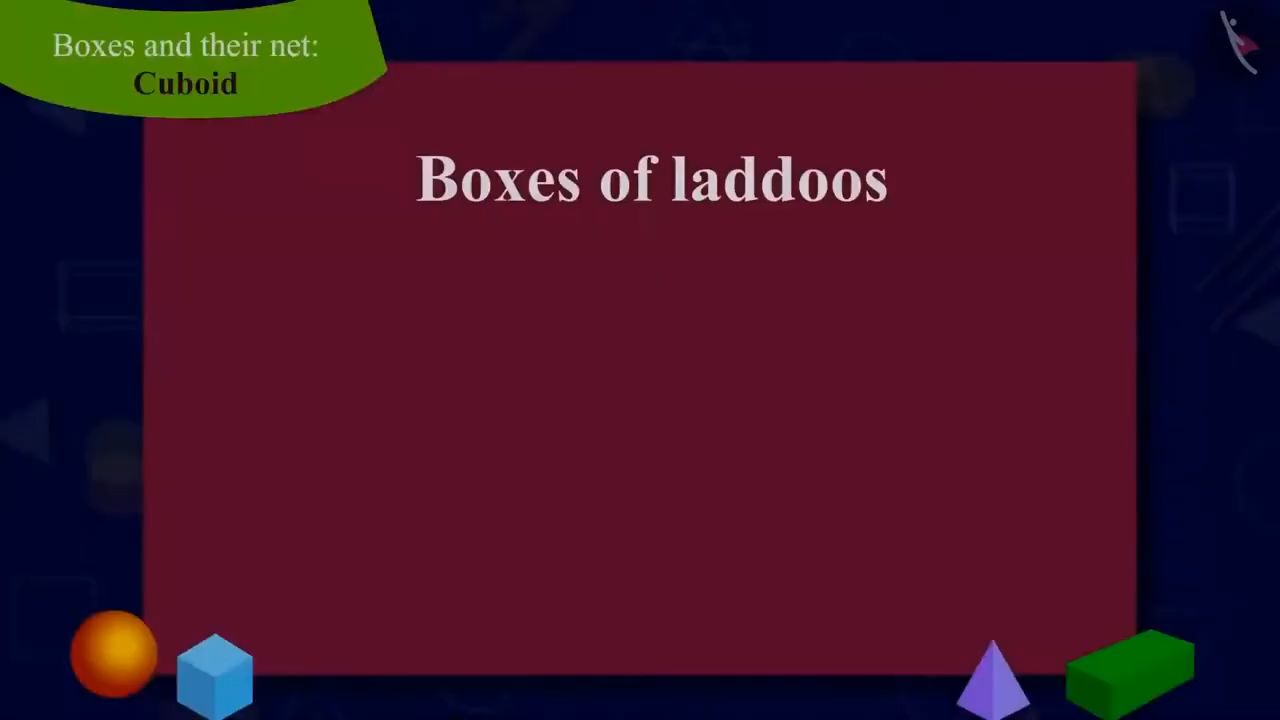 Boxes and their net:
Cuboid
Boxes of laddoos